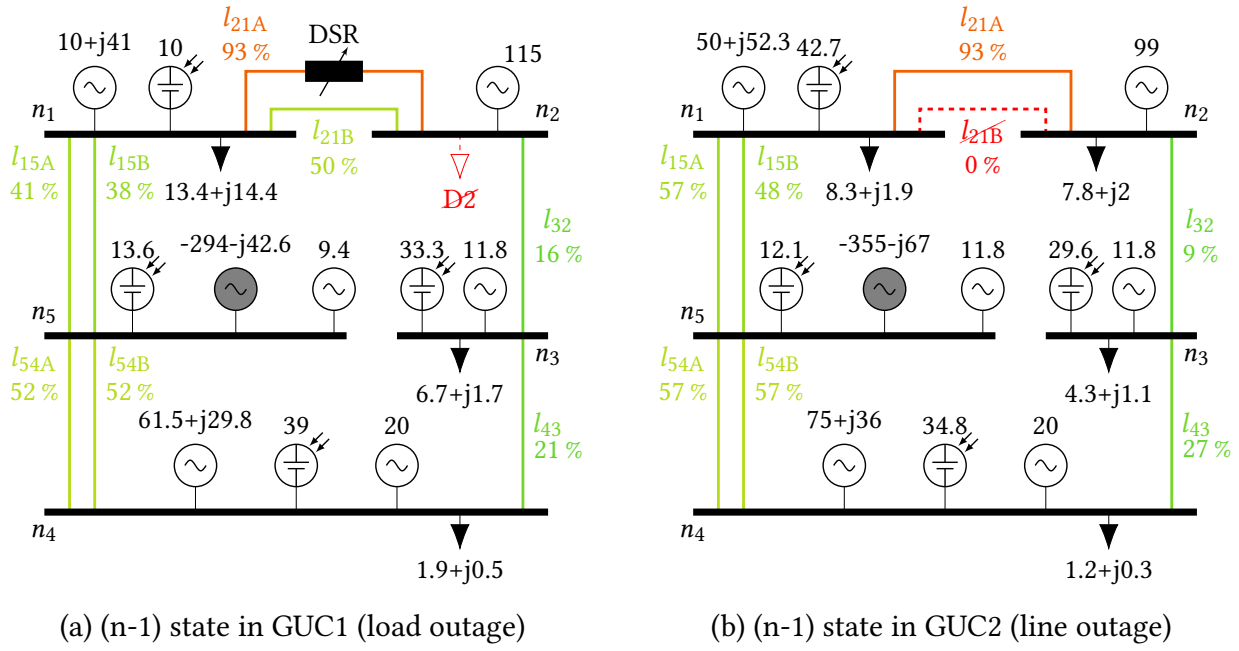 l21A
93 %
DSR
10+j41
10
115
n1
n2
l21B
50 %
l15A
41 %
l15B
38 %
13.4+j14.4
D2
l32
16 %
13.6
-294-j42.6
9.4
33.3
11.8
n5
n3
l54A
52 %
l54B
52 %
6.7+j1.7
61.5+j29.8
39
20
l43
21 %
n4
1.9+j0.5
(a) (n-1) state in GUC1 (load outage)
l21A
93 %
50+j52.3
42.7
99
n1
n2
l21B
0 %
l15A
57 %
l15B
48 %
8.3+j1.9
7.8+j2
l32
9 %
12.1
-355-j67
11.8
29.6
11.8
n5
n3
l54A
57 %
l54B
57 %
4.3+j1.1
75+j36
34.8
20
l43
27 %
n4
1.2+j0.3
(b) (n-1) state in GUC2 (line outage)